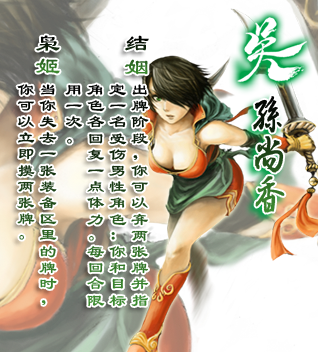 吴
孫尚香
结姻
出牌阶段，你可以弃两张牌并指
定一名受伤男性角色：你和目标
角色各回复一点体力。每回合限
用一次。
枭姬
当你失去一张装备区里的牌时，
你可以立即摸两张牌。